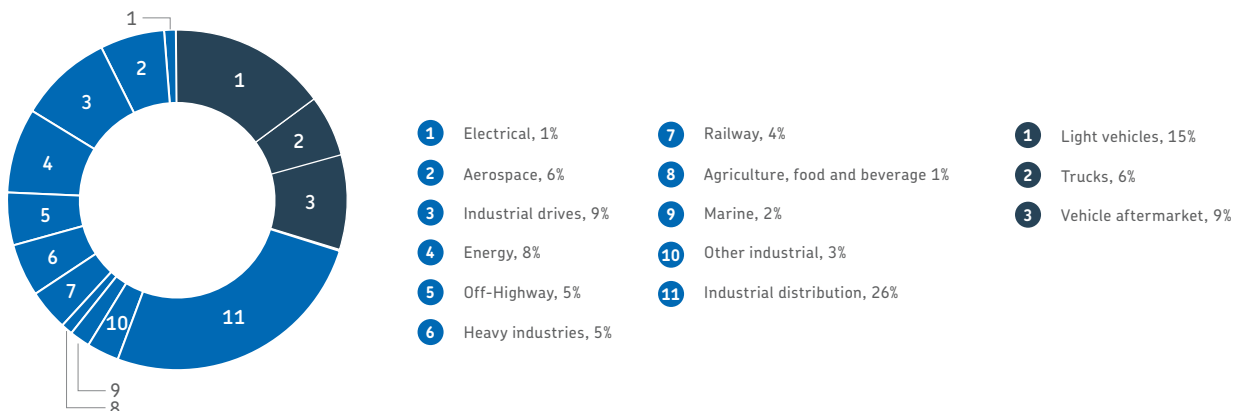 1
2
1
3
2
4
3
5
6
7
10
11
9
8
1 Electrical, 1%
2 Aerospace, 6%
3 Industrial drives, 9%
4 Energy, 8%
5 Off-Highway, 5%
6 Heavy industries, 5%
7 Railway, 4%
8 Agriculture, food and beverage 1%
9 Marine, 2%
10 Other industrial, 3%
11 Industrial distribution, 26%
1 Light vehicles, 15%
2 Trucks, 6%
3 Vehicle aftermarket, 9%